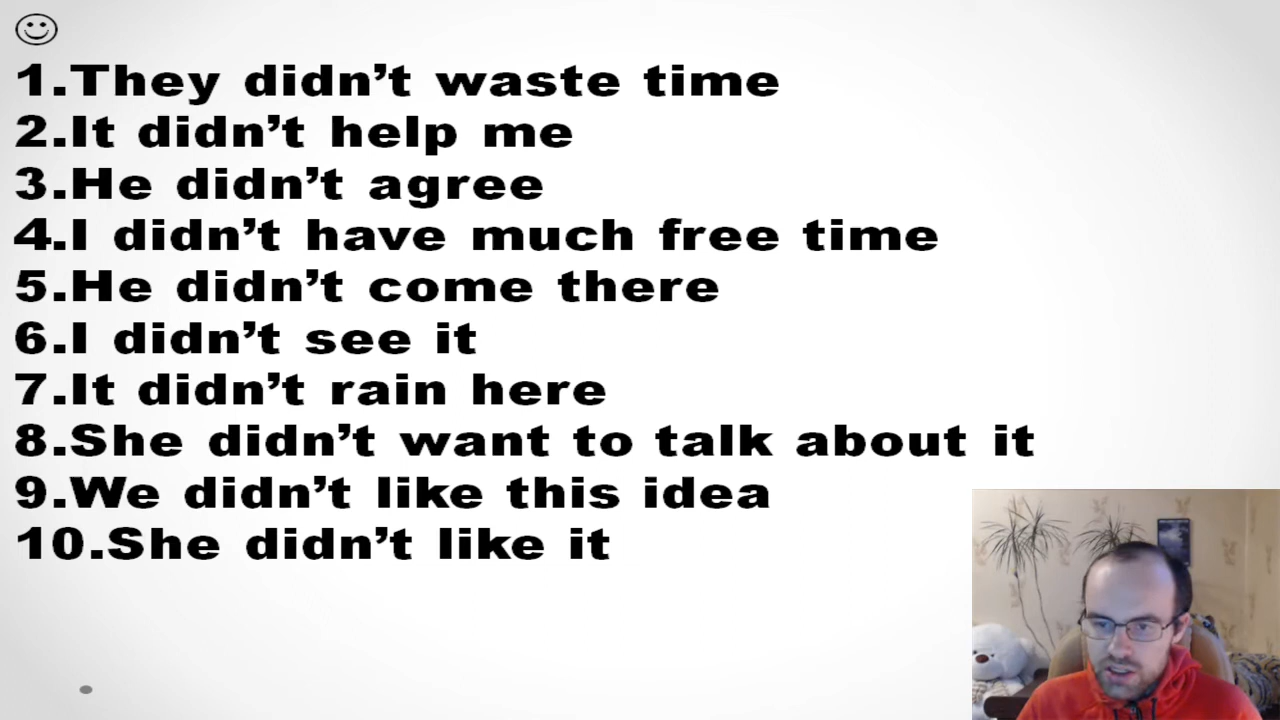 1.They didn’t waste time
2.It didn’t help me
3.He didn’t agree
4.I didn’t have much free time
5.He didn’t come there
6.I didn’t see it
7.It didn’t rain here
8.She didn’t want to talk about it
9.We didn’t like this idea
10.She didn’t like it